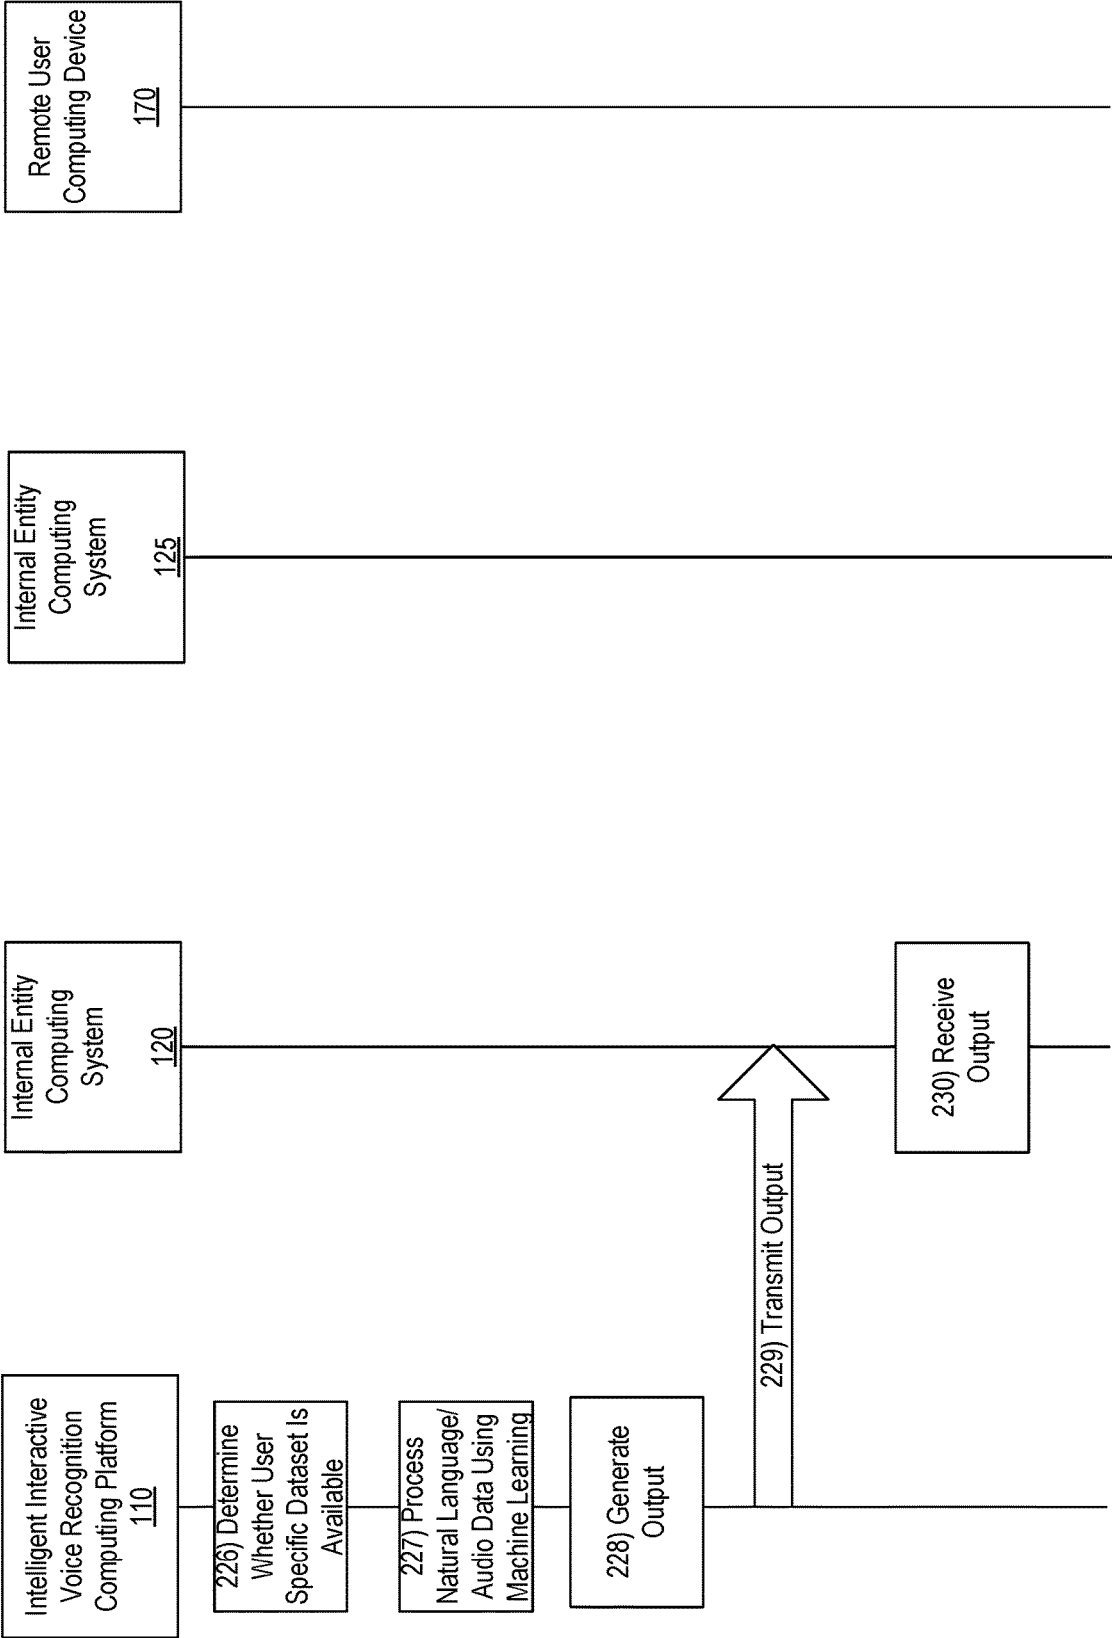 Intelligent Interactive
Voice Recognition
Computing Platform
110
Internal Entity
Computing
System
120
Internal Entity
Computing
System
125
Remote User
Computing Device
170
226) Determine
Whether User
Specific Dataset Is
Available
227) Process
Natural Language/
Audio Data Using
Machine Learning
228) Generate
Output
229) Transmit Output
230) Receive
Output